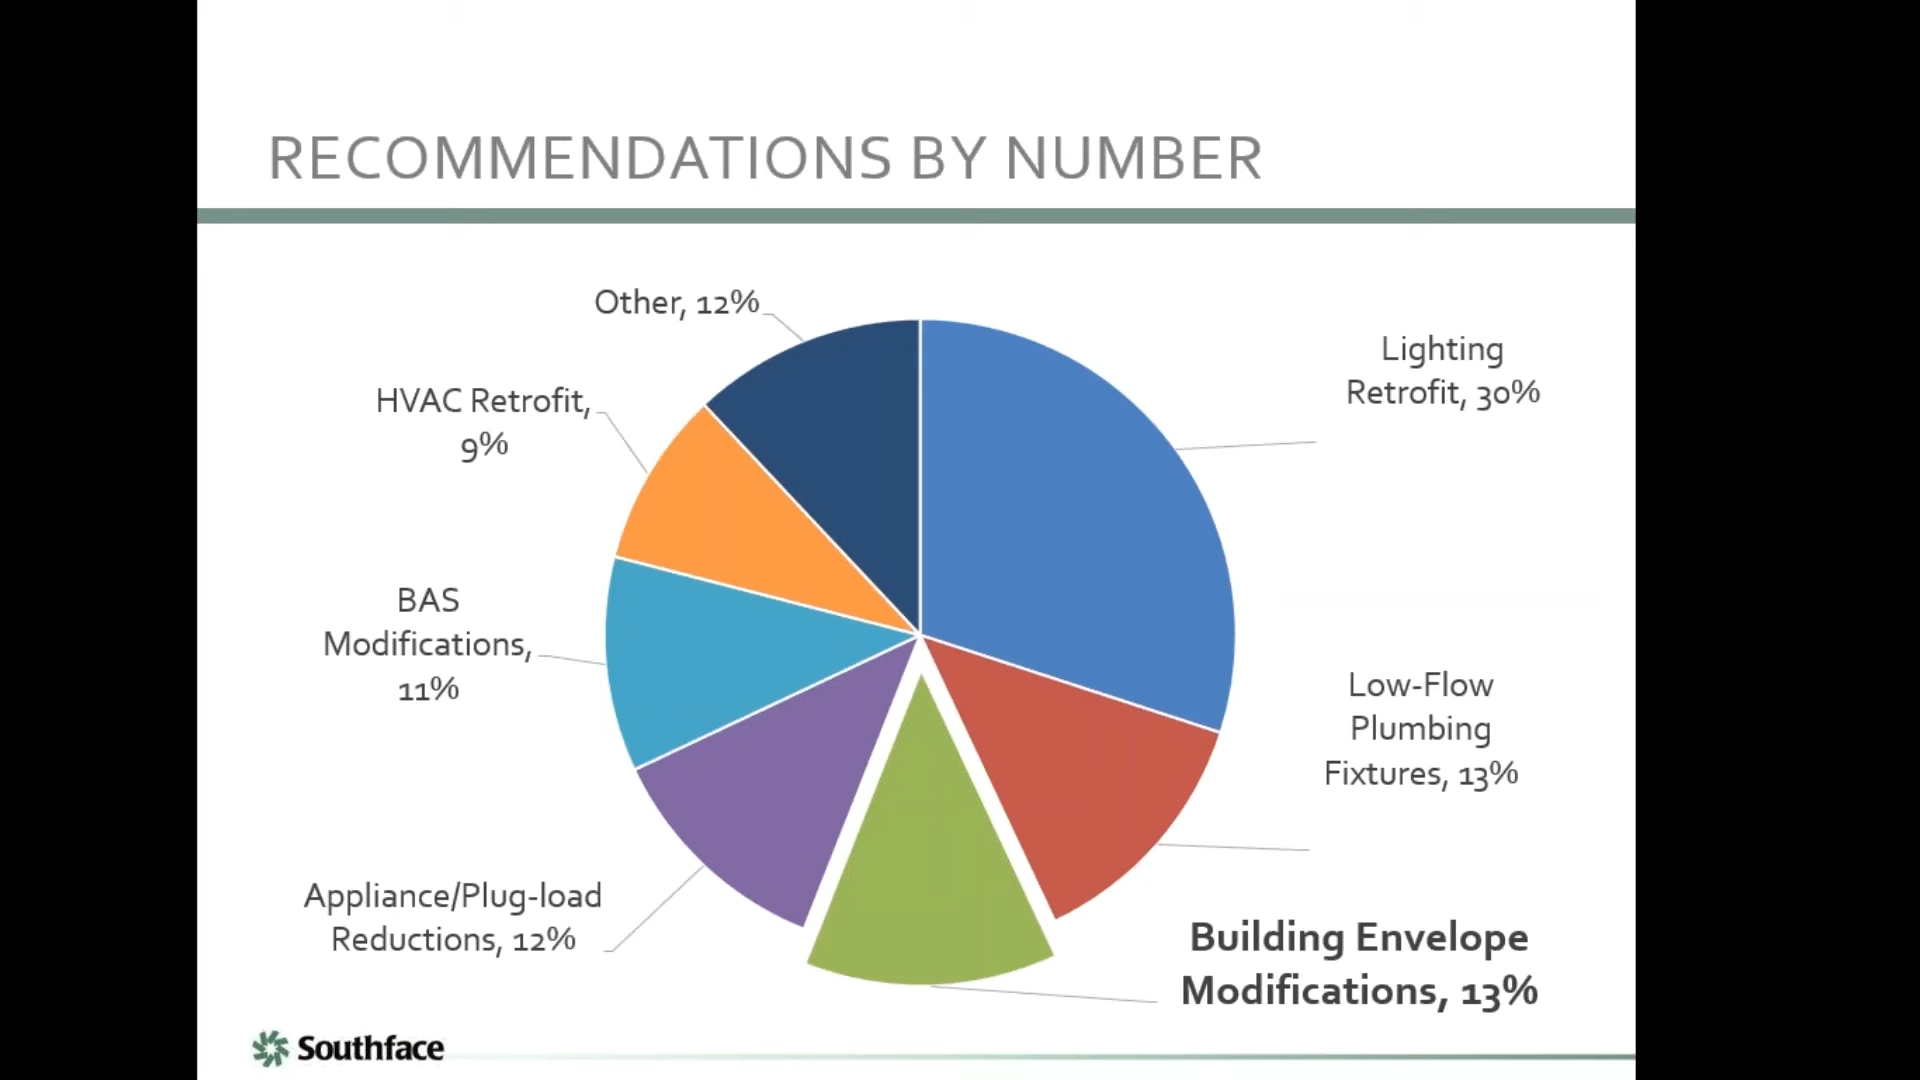 RECOMMENDATIONS BY NUMBER
Other, 12%
Lighting
Retrofit, 30%
HVAC Retrofit,
9%
BAS
Modifications,
11%
Low-Flow
Plumbing
Fixtures, 13%
Appliance/Plug-load
Reductions, 12%
Building Envelope
Modifications, 13%
Southface